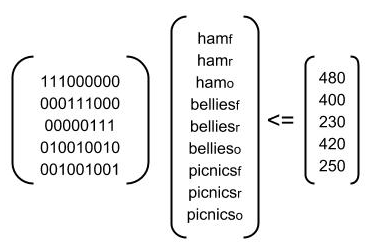 111000000
000111000
00000111
010010010
001001001
hamf
hamr
hamo
belliesf
belliesr
bellieso
picnicsf
picnicsr
picnicso
<=
480
400
230
420
250